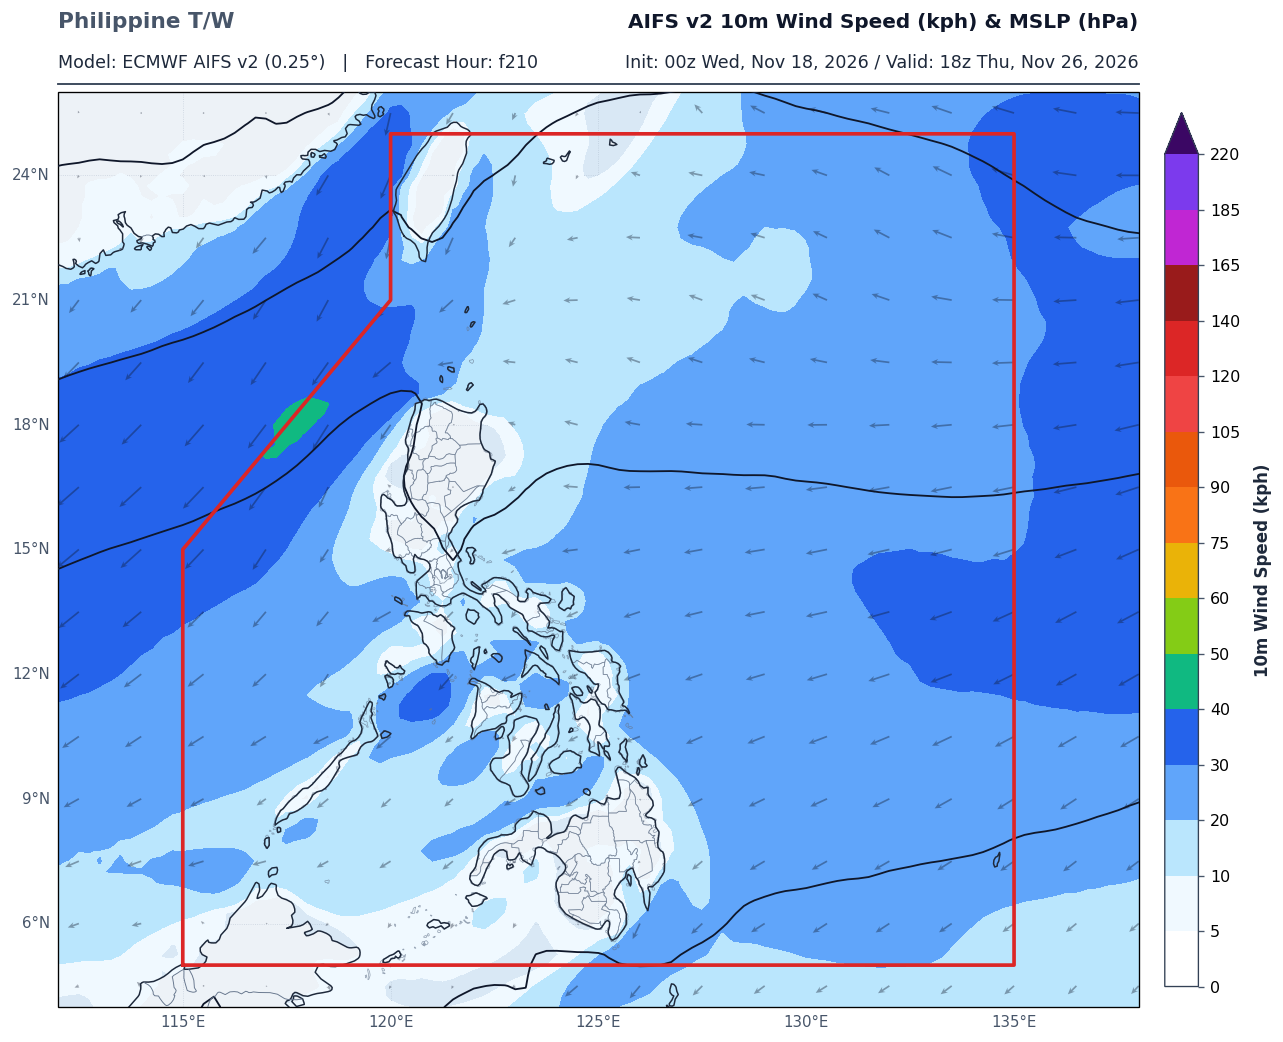 Philippine T/W
AIFS v2 10m Wind Speed (kph) & MSLP (hPa)
Model: ECMWF AIFS v2 (0.25°) | Forecast Hour: f210
Init: 00z Wed, Nov 18, 2026 / Valid: 18z Thu, Nov 26, 2026
24°N
21°N
18°N
15°N
12°N
9°N
6°N
115°E
120°E
125°E
130°E
135°E
220
185
165
140
120
105
90
75
60
50
40
30
20
10
5
0
10m Wind Speed (kph)